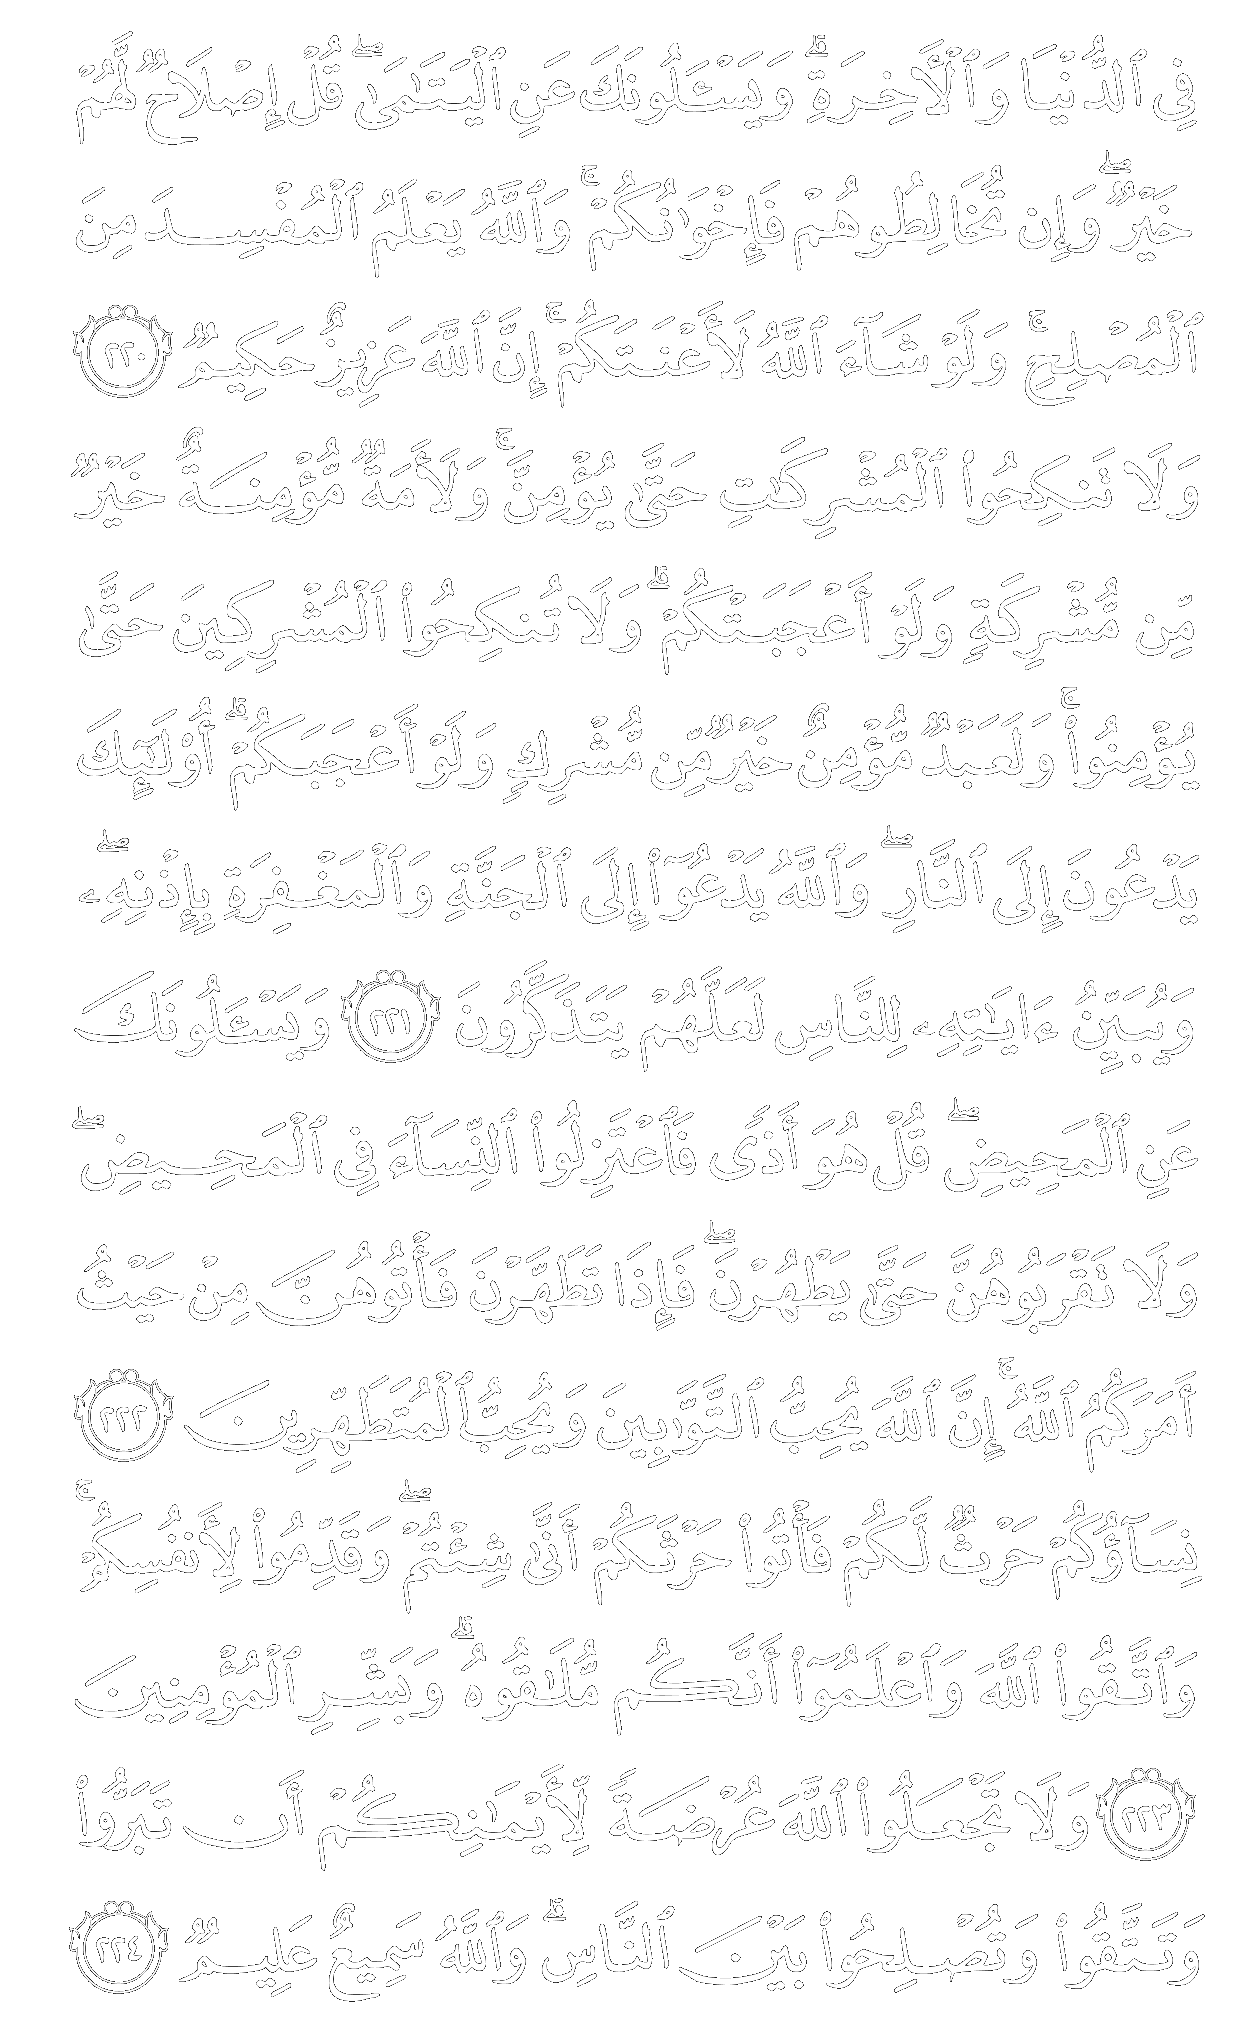 فِي ٱلدُّنْيَا وَٱلْأَخِرَةِۗ وَيَسْـَٔلُونَكَ عَنِ ٱلْيَتَـٰمَىٰۖ قُلْ إِصْلَاحٌ لَّهُمْ
خَيْرٌۖ وَإِن تُخَالِطُوهُمْ فَإِخْوَٰنُكُمْۚ وَٱللَّهُ يَعْلَمُ ٱلْمُفْسِدَ مِنَ
ٱلْمُصْلِحِۚ وَلَوْ شَآءَ ٱللَّهُ لَأَعْنَتَكُمْۚ إِنَّ ٱللَّهَ عَزِيزٌ حَكِيمٌ ٢٢٠
وَلَا تَنكِحُوا۟ ٱلْمُشْرِكَـٰتِ حَتَّىٰ يُؤْمِنَّۚ وَلَأَمَةٌ مُّؤْمِنَةٌ خَيْرٌ
مِّن مُّشْرِكَةٍ وَلَوْ أَعْجَبَتْكُمْۗ وَلَا تُنكِحُوا۟ ٱلْمُشْرِكِينَ حَتَّىٰ
يُؤْمِنُوا۟ۚ وَلَعَبْدٌ مُّؤْمِنٌ خَيْرٌ مِّن مُّشْرِكٍ وَلَوْ أَعْجَبَكُمْۗ أُو۟لَـٰٓئِكَ
يَدْعُونَ إِلَى ٱلنَّارِۖ وَٱللَّهُ يَدْعُوٓا۟ إِلَى ٱلْجَنَّةِ وَٱلْمَغْفِرَةِ بِإِذْنِهِۦۖ
وَيُبَيِّنُ ءَايَـٰتِهِۦ لِلنَّاسِ لَعَلَّهُمْ يَتَذَكَّرُونَ ٢٢١ وَيَسْـَٔلُونَكَ
عَنِ ٱلْمَحِيضِۖ قُلْ هُوَ أَذًى فَٱعْتَزِلُوا۟ ٱلنِّسَآءَ فِي ٱلْمَحِيضِۖ
وَلَا تَقْرَبُوهُنَّ حَتَّىٰ يَطْهُرْنَۖ فَإِذَا تَطَهَّرْنَ فَأْتُوهُنَّ مِنْ حَيْثُ
أَمَرَكُمُ ٱللَّهُۚ إِنَّ ٱللَّهَ يُحِبُّ ٱلتَّوَّٰبِينَ وَيُحِبُّ ٱلْمُتَطَهِّرِينَ ٢٢٢
نِسَآؤُكُمْ حَرْثٌ لَّكُمْ فَأْتُوا۟ حَرْثَكُمْ أَنَّىٰ شِئْتُمْۖ وَقَدِّمُوا۟ لِأَنفُسِكُمْۚ
وَٱتَّقُوا۟ ٱللَّهَ وَٱعْلَمُوٓا۟ أَنَّكُم مُّلَـٰقُوهُۗ وَبَشِّرِ ٱلْمُؤْمِنِينَ
٢٢٣ وَلَا تَجْعَلُوا۟ ٱللَّهَ عُرْضَةً لِّأَيْمَـٰنِكُمْ أَن تَبَرُّوا۟
وَتَتَّقُوا۟ وَتُصْلِحُوا۟ بَيْنَ ٱلنَّاسِۗ وَٱللَّهُ سَمِيعٌ عَلِيمٌ ٢٢٤